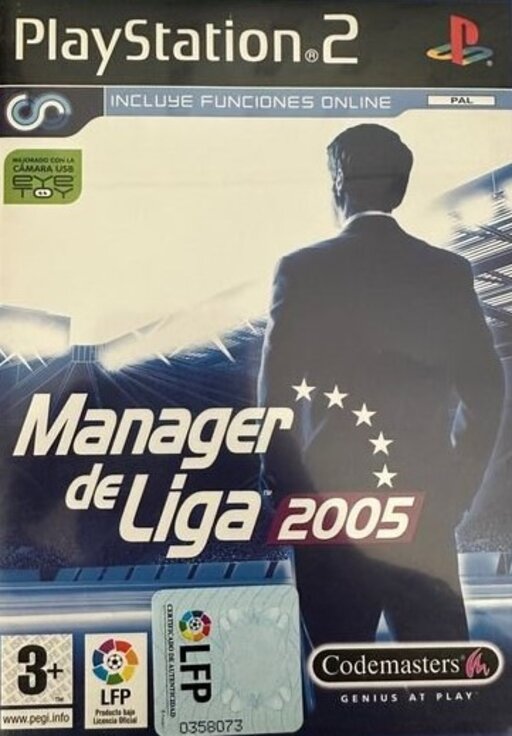 PlayStation®2
INCLUYE FUNCIONES ONLINE
PAL
MEJORADO CON LA
CÁMARA USB
EYE
TOY
Manager
de Liga™ 2005
3+
www.pegi.info
LFP
Producto bajo
Licencia Oficial
CERTIFICADO DE AUTENTICIDAD
LFP
0358073
Codemasters
GENIUS AT PLAY